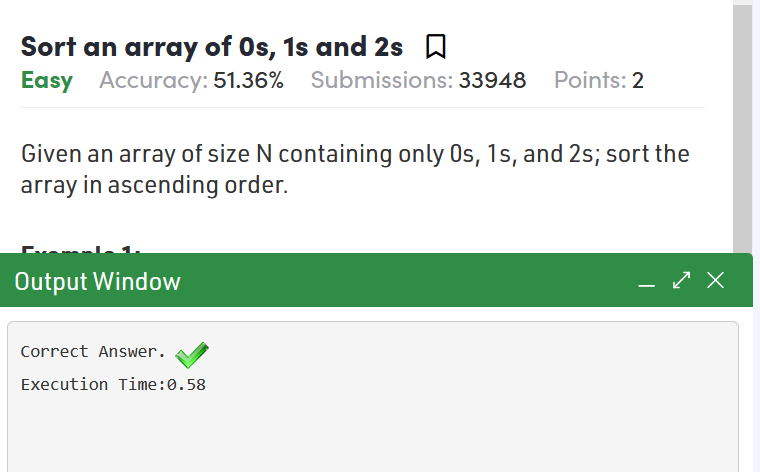 Sort an array of 0s, 1s and 2s
Easy Accuracy: 51.36% Submissions: 33948 Points: 2
Given an array of size N containing only 0s, 1s, and 2s; sort the
array in ascending order.
Example 1:
Output Window
Correct Answer.
Execution Time:0.58